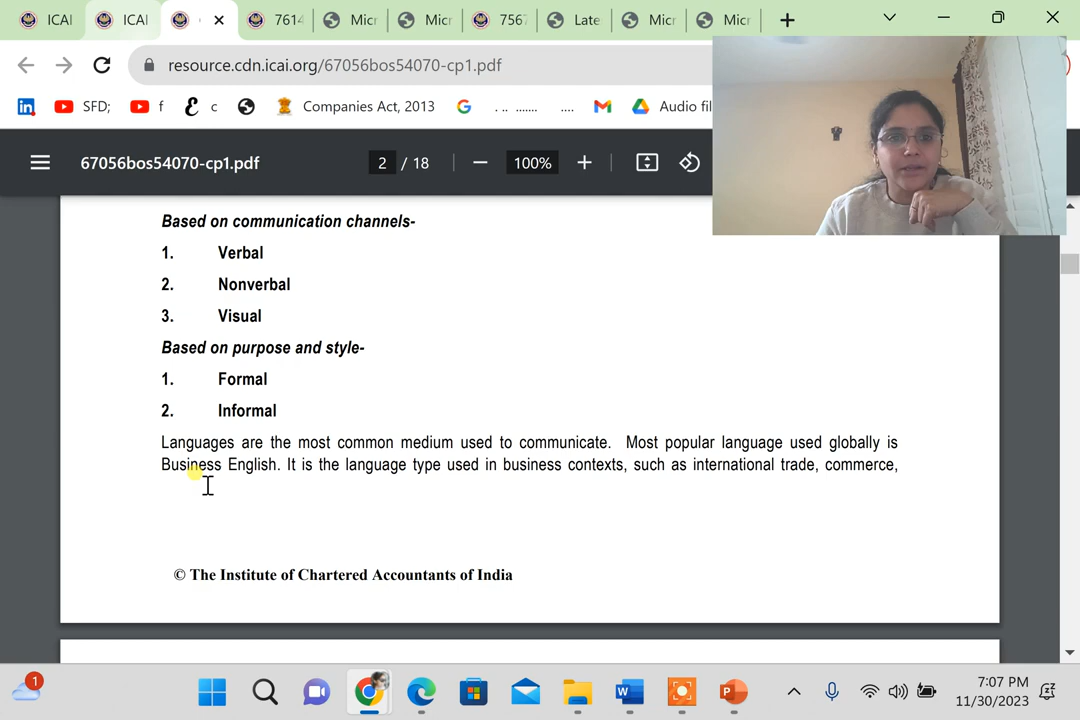 ICAI
ICAI
7614
Micr
Micr
7567
Late
Micr
Micr
resource.cdn.icai.org/67056bos54070-cp1.pdf
SFD;
f
c
Companies Act, 2013
. .. ....... ....
Audio fil
67056bos54070-cp1.pdf
2 / 18
100%
Based on communication channels-
1. Verbal
2. Nonverbal
3. Visual
Based on purpose and style-
1. Formal
2. Informal
Languages are the most common medium used to communicate. Most popular language used globally is
Business English. It is the language type used in business contexts, such as international trade, commerce,
© The Institute of Chartered Accountants of India
1
7:07 PM
11/30/2023